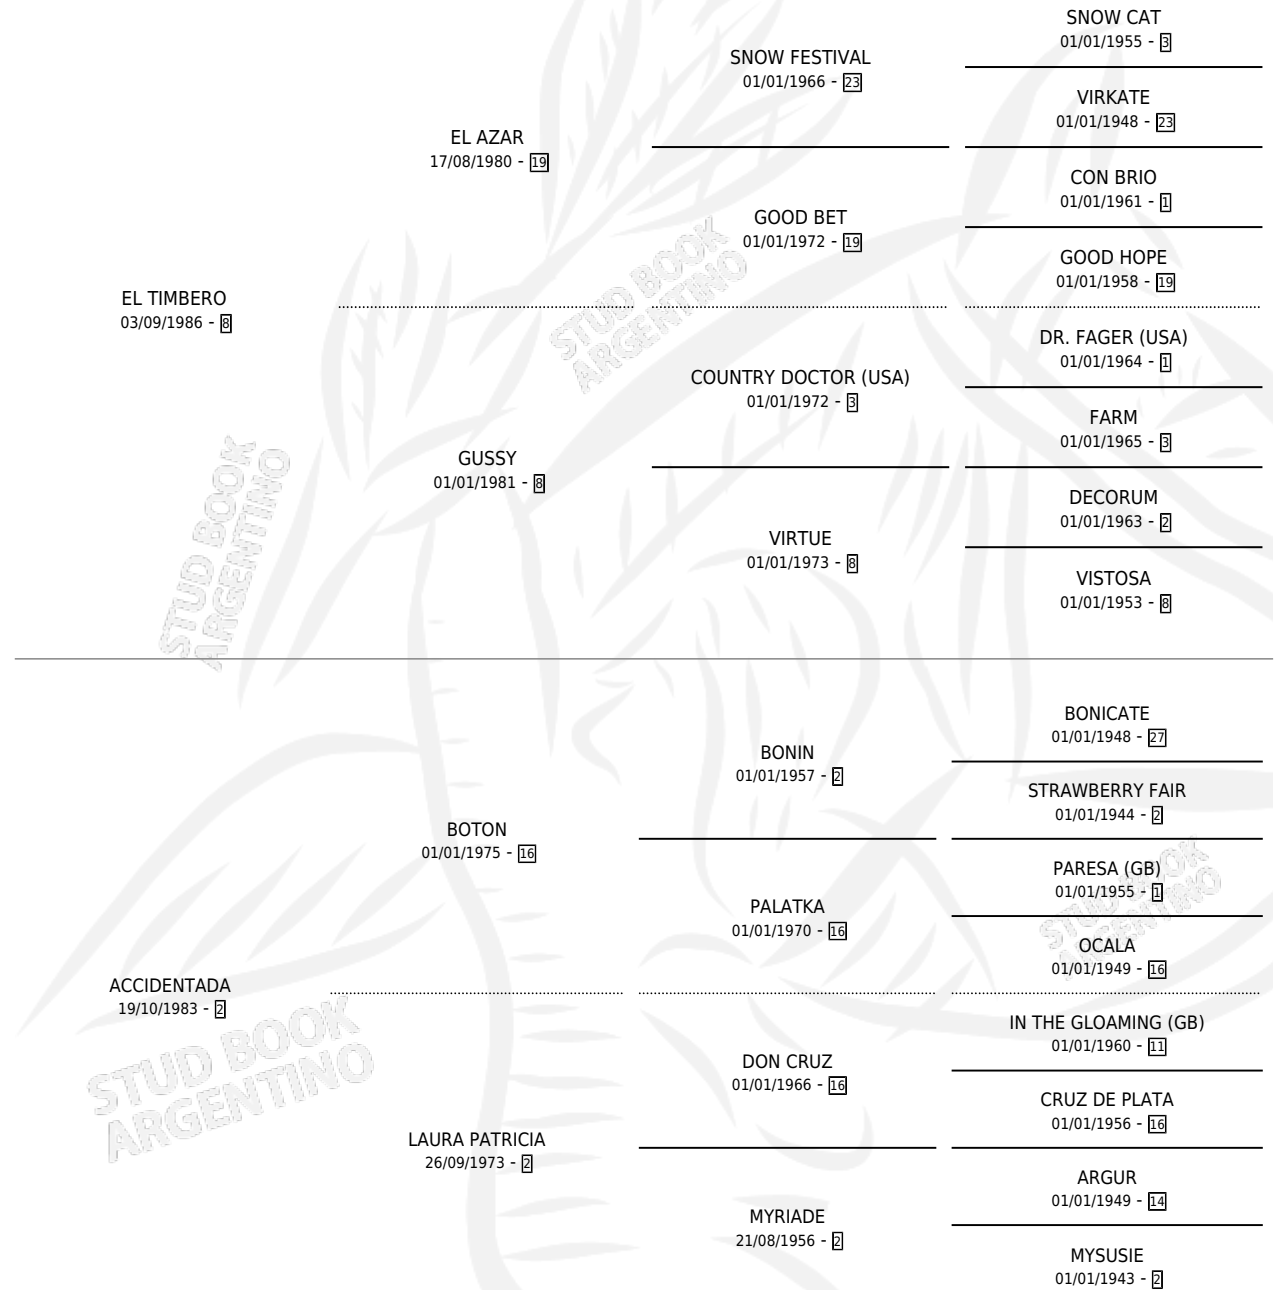 SNOW CAT
01/01/1955 - 3
SNOW FESTIVAL
01/01/1966 - 23
VIRKATE
01/01/1948 - 23
EL AZAR
17/08/1980 - 19
CON BRIO
01/01/1961 - 1
GOOD BET
01/01/1972 - 19
GOOD HOPE
01/01/1958 - 19
EL TIMBERO
03/09/1986 - 8
STUD BOOK
ARGENTINO
DR. FAGER (USA)
01/01/1964 - 1
COUNTRY DOCTOR (USA)
01/01/1972 - 3
FARM
01/01/1965 - 3
GUSSY
01/01/1981 - 8
DECORUM
01/01/1963 - 2
VIRTUE
01/01/1973 - 8
VISTOSA
01/01/1953 - 8
STUD BOOK
ARGENTINO
BONICATE
01/01/1948 - 27
BONIN
01/01/1957 - 2
STRAWBERRY FAIR
01/01/1944 - 2
BOTON
01/01/1975 - 16
PARESA (GB)
01/01/1955 - 1
PALATKA
01/01/1970 - 16
OCALA
01/01/1949 - 16
STUD BOOK
ARGENTINO
ACCIDENTADA
19/10/1983 - 2
IN THE GLOAMING (GB)
01/01/1960 - 11
DON CRUZ
01/01/1966 - 16
CRUZ DE PLATA
01/01/1956 - 16
STUD BOOK
ARGENTINO
LAURA PATRICIA
26/09/1973 - 2
ARGUR
01/01/1949 - 14
MYRIADE
21/08/1956 - 2
MYSUSIE
01/01/1943 - 2